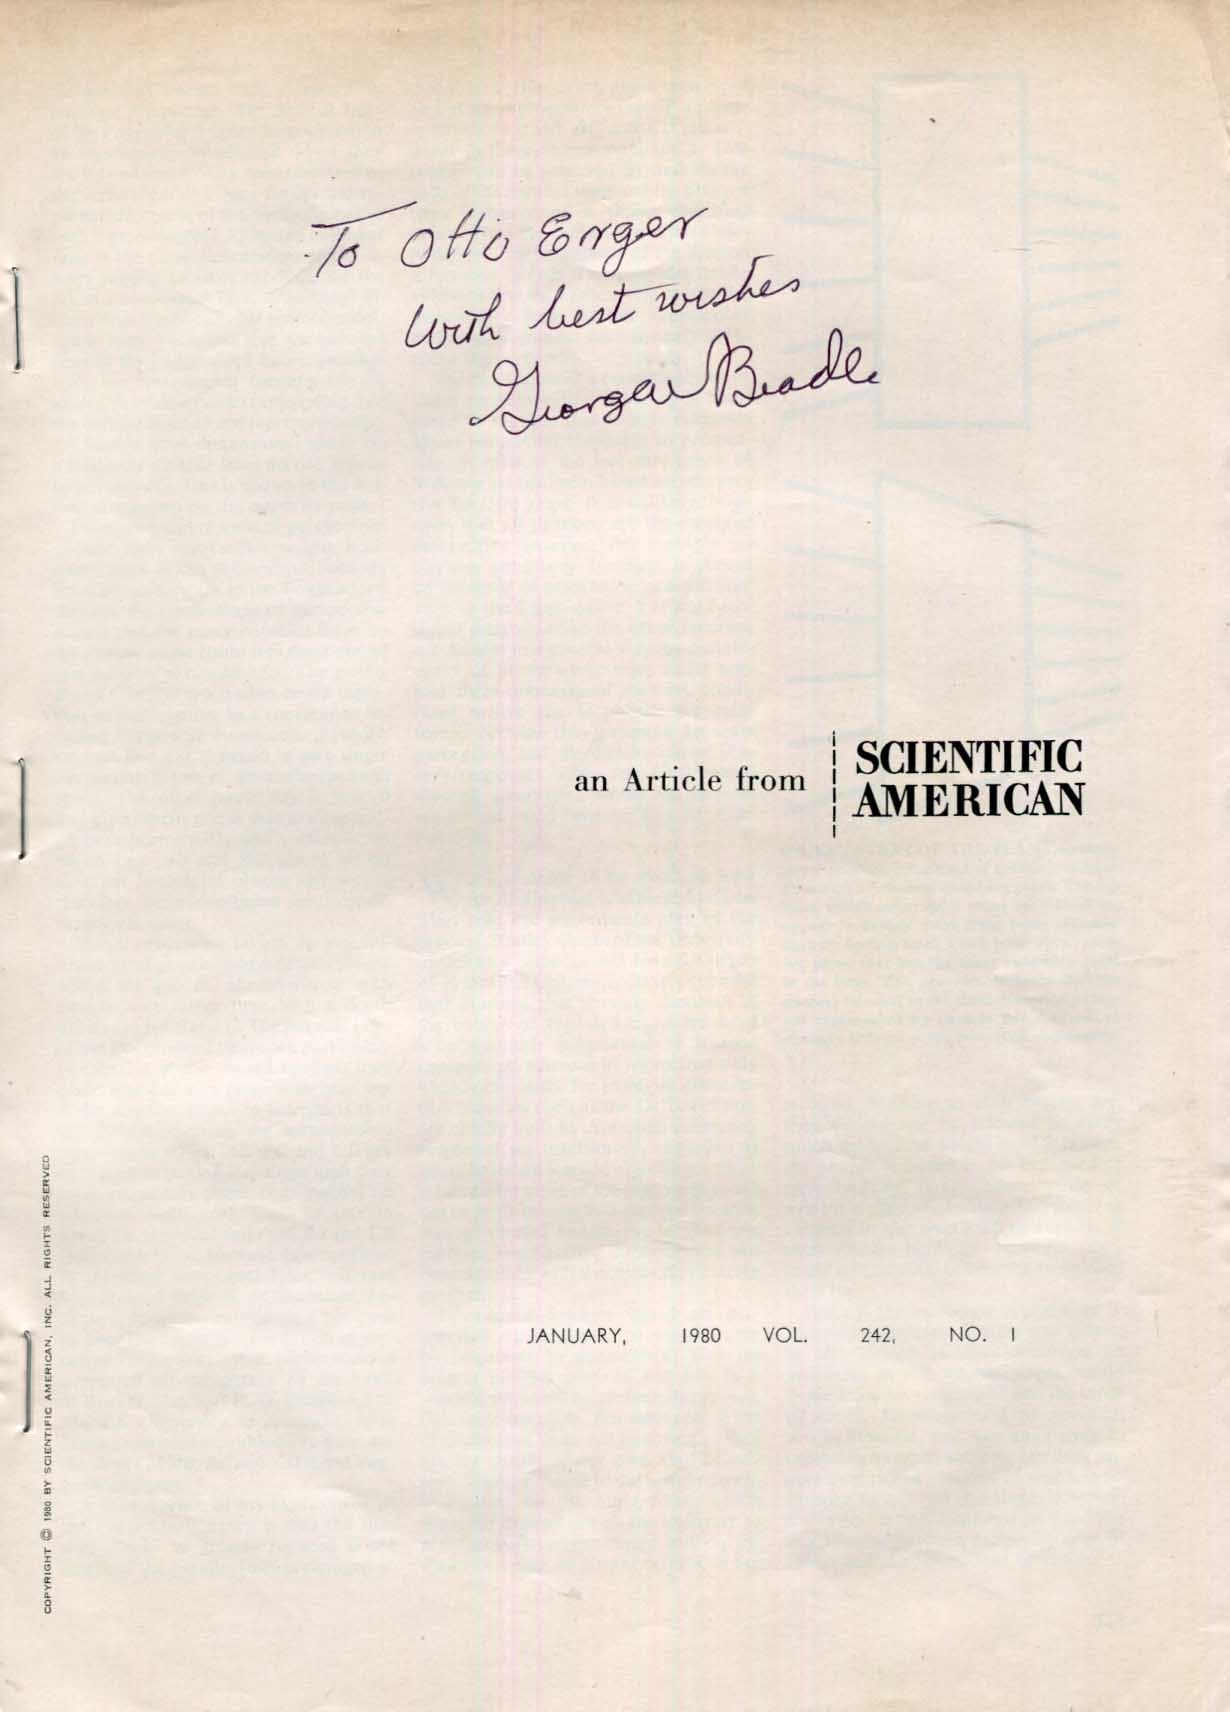 To Otto Erger
With best wishes
George W Beadle
an Article from
SCIENTIFIC
AMERICAN
JANUARY, 1980 VOL. 242, NO. 1
COPYRIGHT © 1980 BY SCIENTIFIC AMERICAN, INC. ALL RIGHTS RESERVED